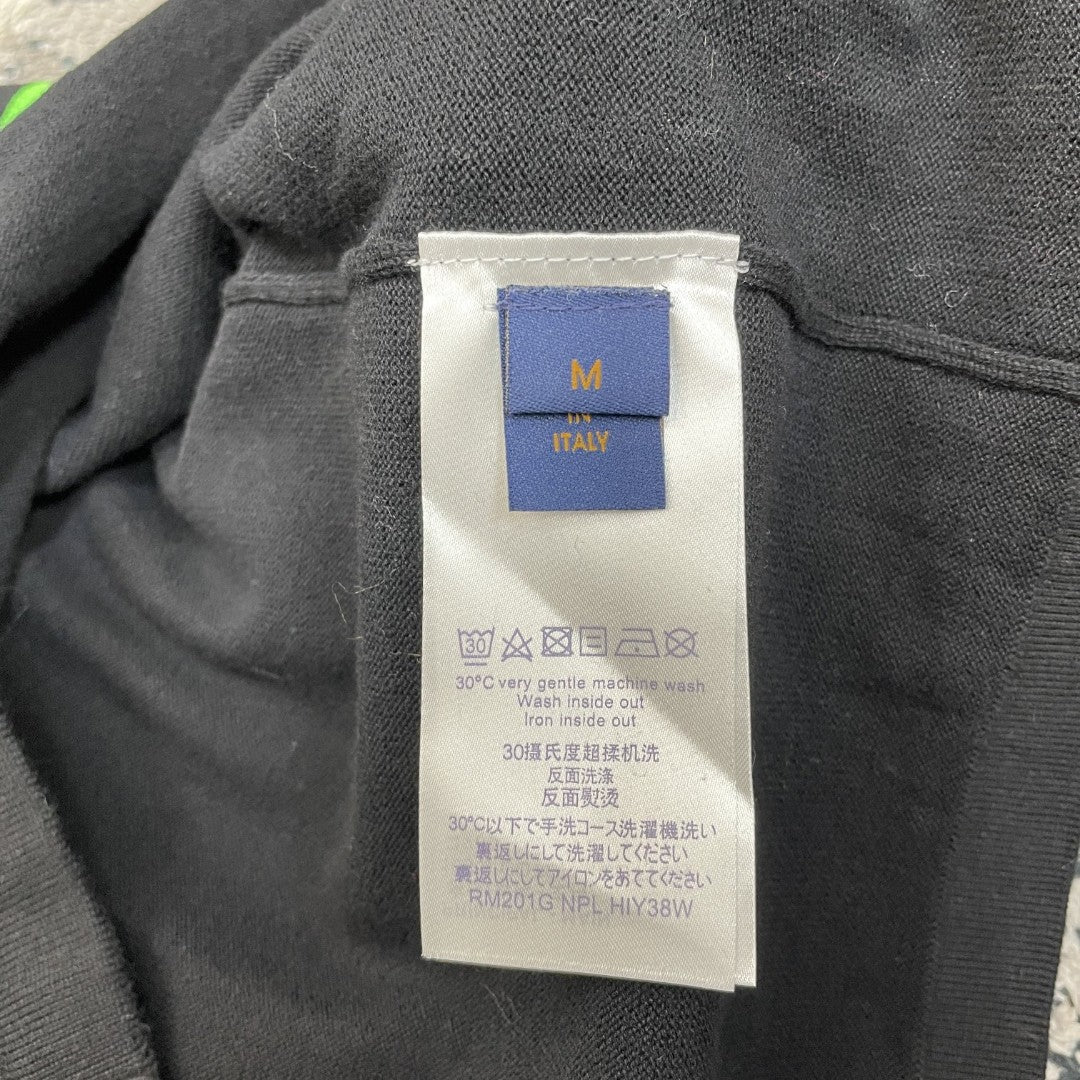 M
IN
ITALY
30
30°C very gentle machine wash
Wash inside out
Iron inside out
30摄氏度超揉机洗
反面洗涤
反面熨烫
30°C以下で手洗コース洗濯機洗い
裏返しにして洗濯してください
裏返しにしてアイロンをあててください
RM201G NPL HIY38W